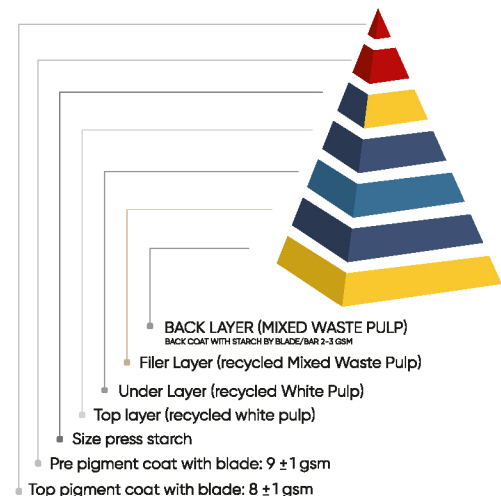 BACK LAYER (MIXED WASTE PULP)
BACK COAT WITH STARCH BY BLADE/BAR 2-3 GSM
Filer Layer (recycled Mixed Waste Pulp)
Under Layer (recycled White Pulp)
Top layer (recycled white pulp)
Size press starch
Pre pigment coat with blade: 9 ±1 gsm
Top pigment coat with blade: 8 ±1 gsm